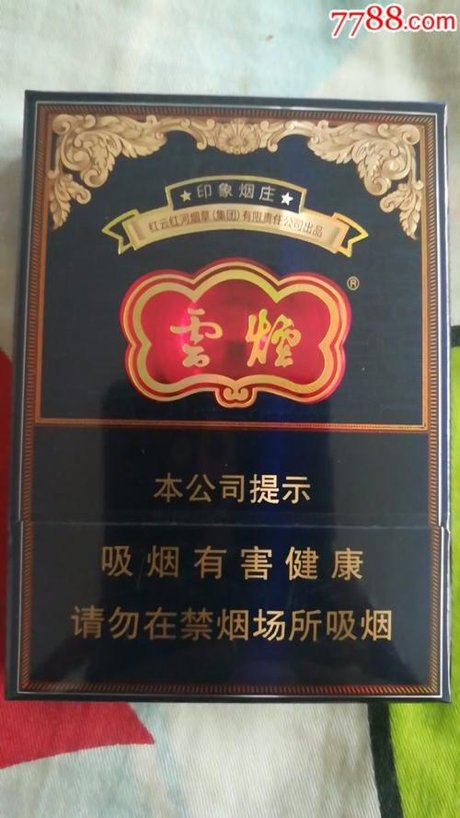 7788.com
★印象烟庄★
红云红河烟草(集团)有限责任公司出品
雲煙®
本公司提示
吸烟有害健康
请勿在禁烟场所吸烟